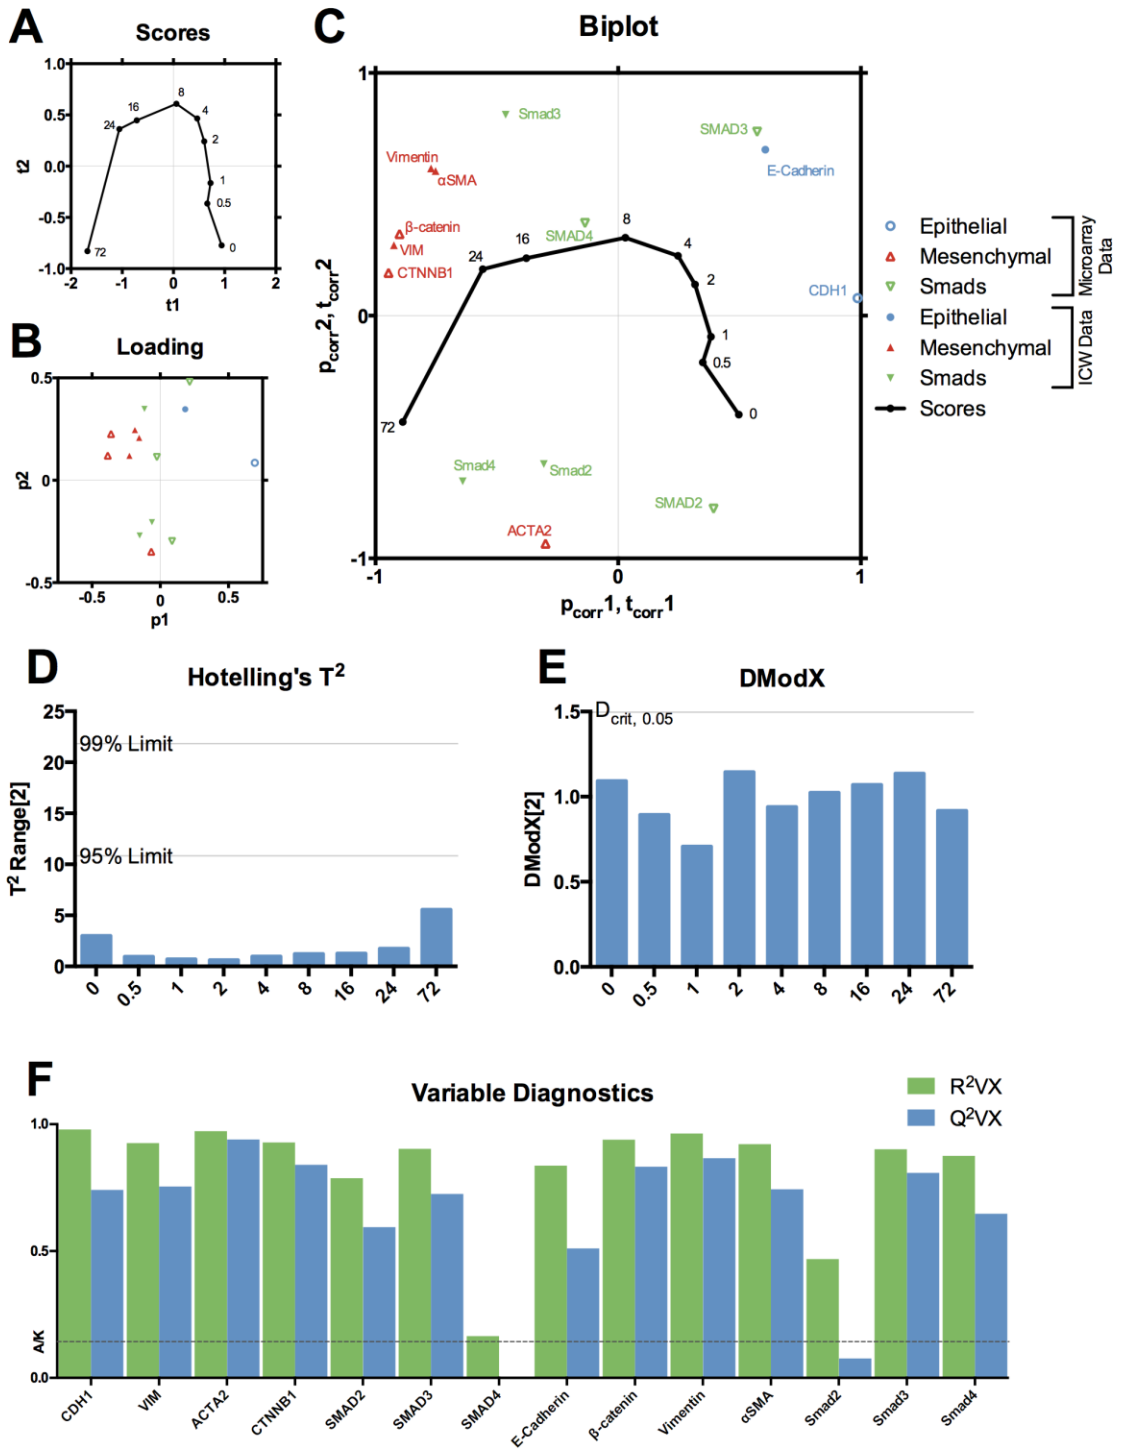 A
Scores
1.0
0.5
0.0
-0.5
-1.0
t2
-2
-1
0
1
2
t1
24
16
8
4
2
1
0.5
0
72
B
Loading
0.5
0
-0.5
p2
-0.5
0
0.5
p1
C
Biplot
1
0
-1
pcorr2, tcorr2
-1
0
1
pcorr1, tcorr1
Smad3
SMAD3
E-Cadherin
Vimentin
αSMA
β-catenin
VIM
CTNNB1
SMAD4
CDH1
24
16
8
4
2
1
0.5
0
72
Smad4
Smad2
SMAD2
ACTA2
Epithelial
Mesenchymal
Smads
Microarray
Data
Epithelial
Mesenchymal
Smads
ICW Data
Scores
D
Hotelling's T2
25
20
15
10
5
0
T2 Range[2]
99% Limit
95% Limit
0
0.5
1
2
4
8
16
24
72
E
DModX
1.5
1.0
0.5
0.0
DModX[2]
Dcrit, 0.05
0
0.5
1
2
4
8
16
24
72
F
Variable Diagnostics
R2VX
Q2VX
1.0
0.5
0.0
A/K
CDH1
VIM
ACTA2
CTNNB1
SMAD2
SMAD3
SMAD4
E-Cadherin
β-catenin
Vimentin
αSMA
Smad2
Smad3
Smad4